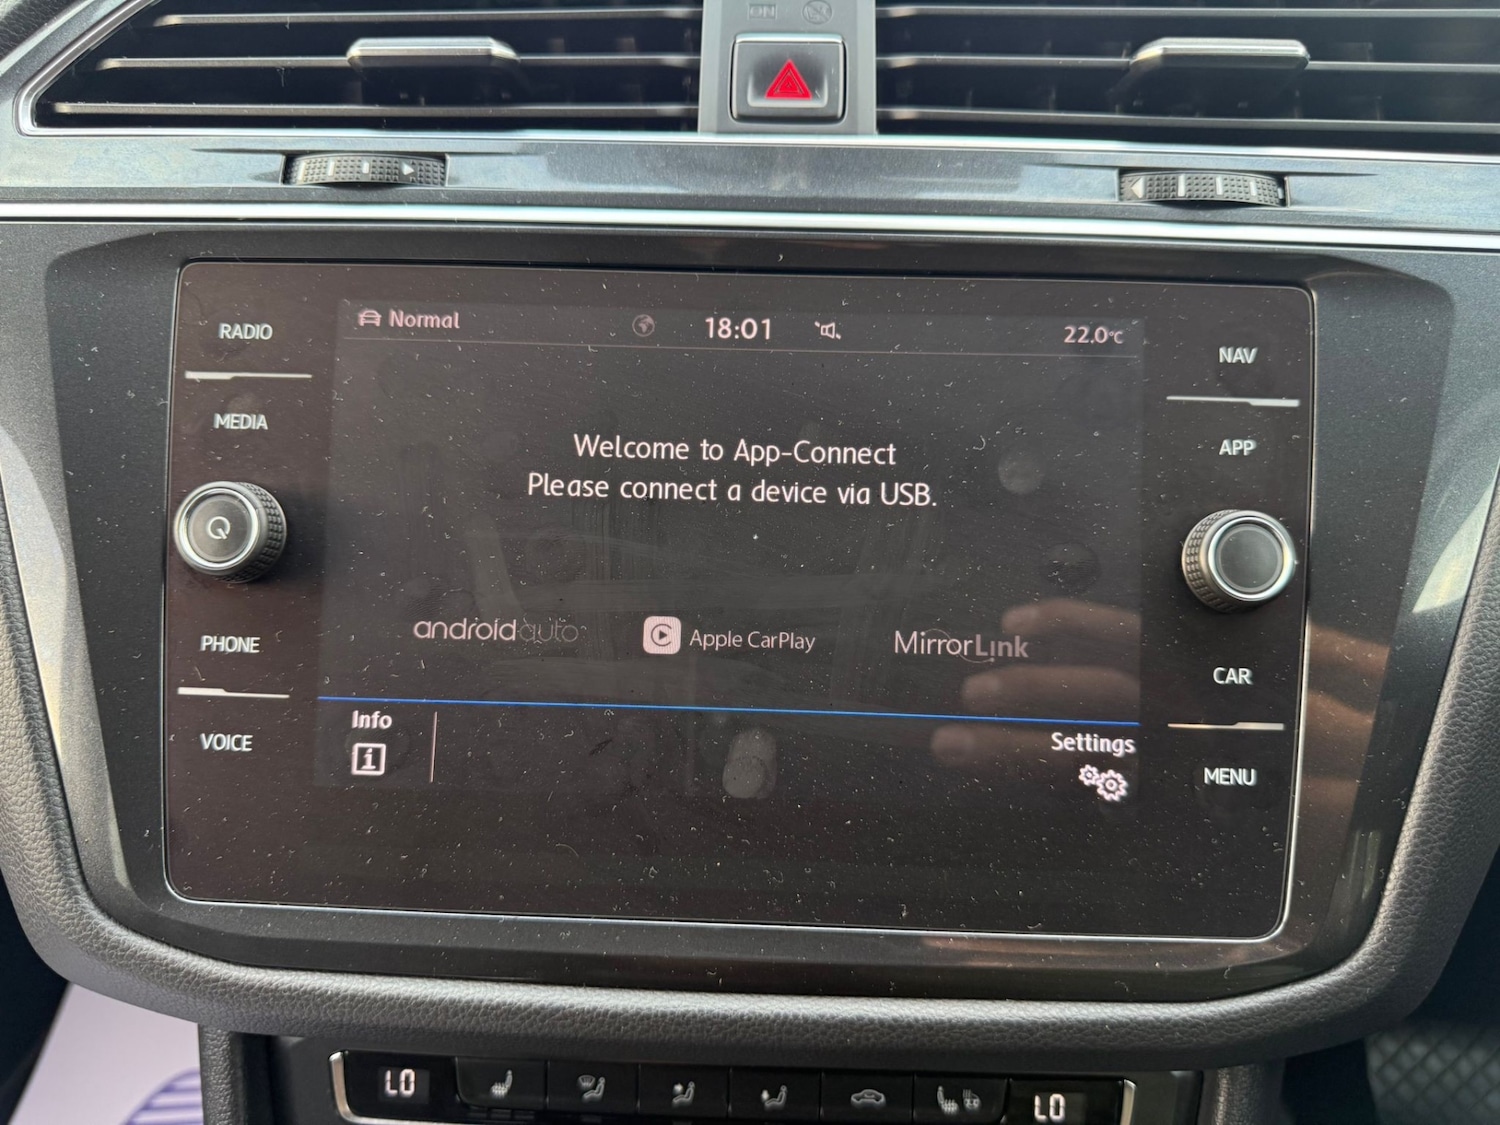 ON
Normal
18:01
22.0°C
RADIO
MEDIA
PHONE
VOICE
Welcome to App-Connect
Please connect a device via USB.
androidauto
Apple CarPlay
MirrorLink
Info
i
Settings
NAV
APP
CAR
MENU
LO
LO